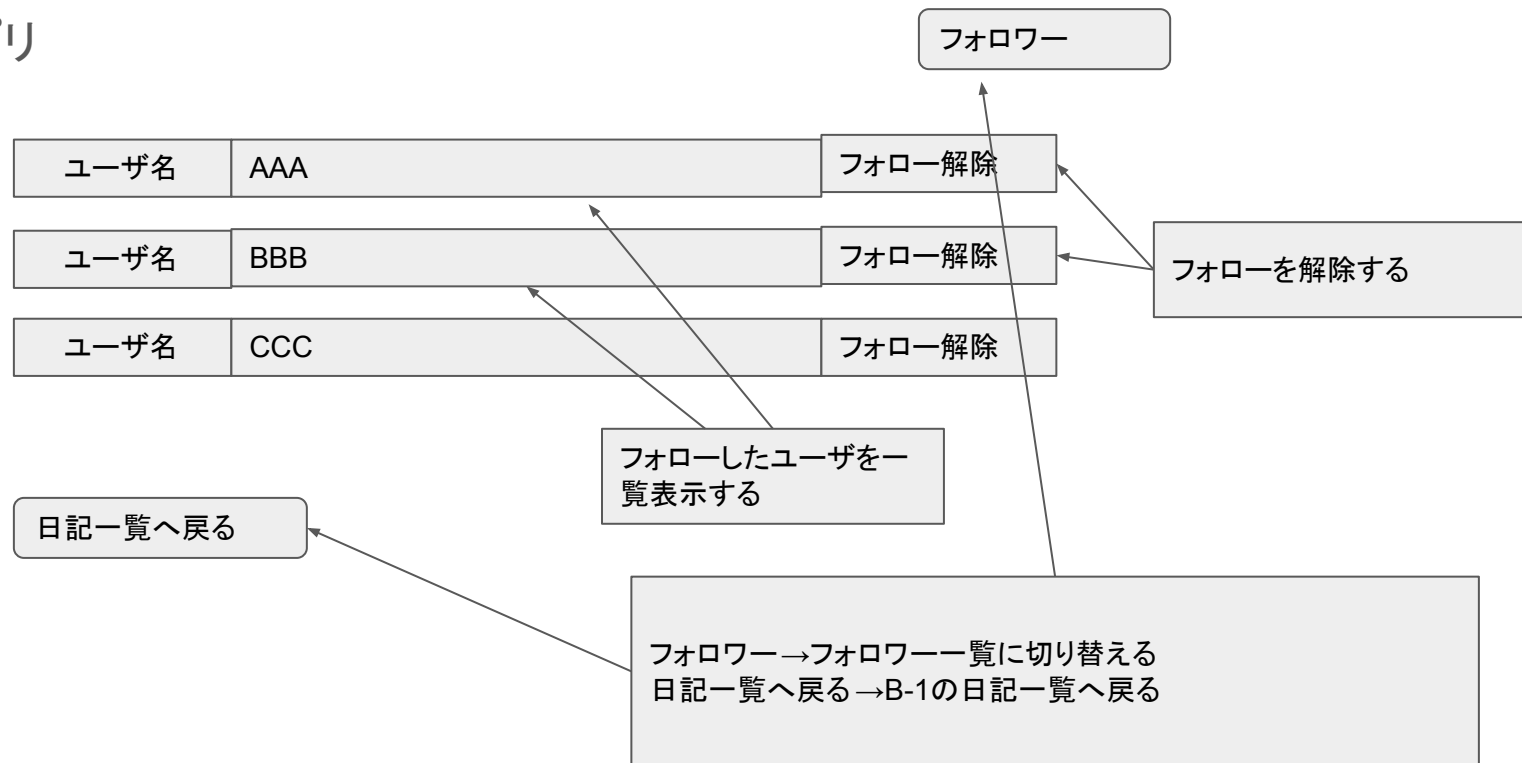 リ
フォロワー
ユーザ名 AAA フォロー解除
ユーザ名 BBB フォロー解除
フォローを解除する
ユーザ名 CCC フォロー解除
フォローしたユーザを一
覧表示する
日記一覧へ戻る
フォロワー→フォロワー一覧に切り替える
日記一覧へ戻る→B-1の日記一覧へ戻る